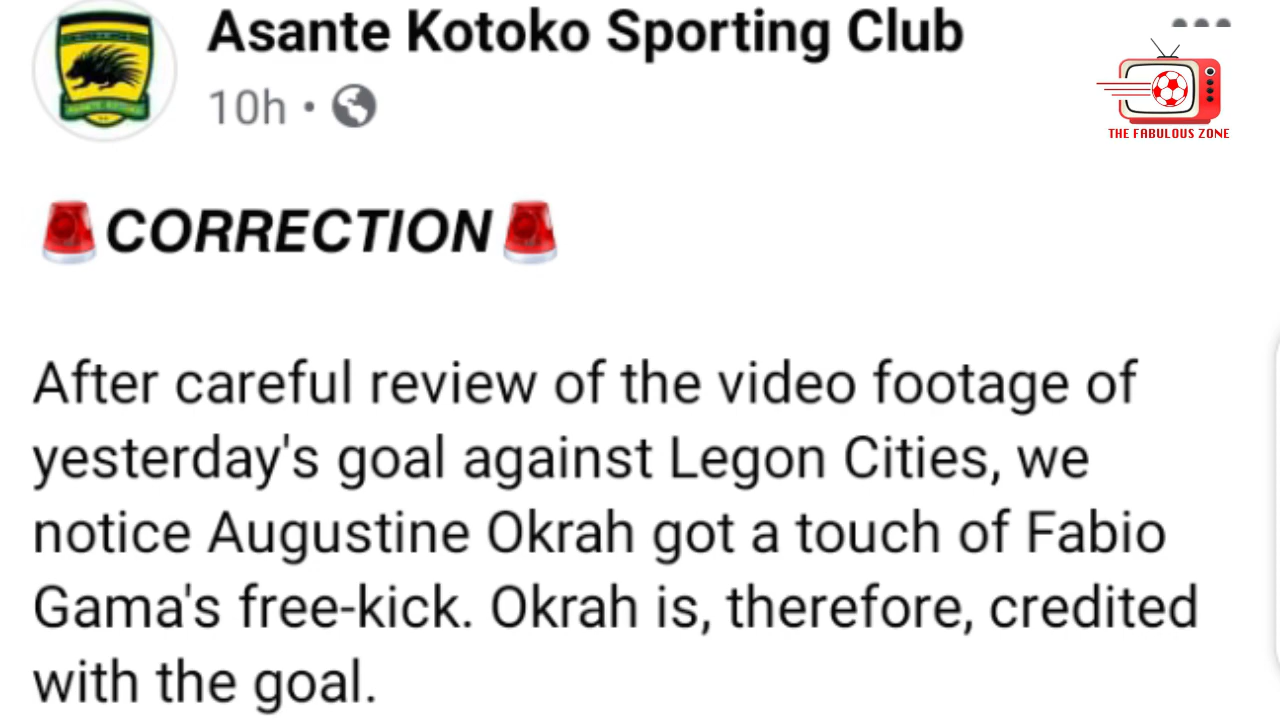 Asante Kotoko Sporting Club
10h •
THE FABULOUS ZONE
🚨CORRECTION🚨
After careful review of the video footage of
yesterday's goal against Legon Cities, we
notice Augustine Okrah got a touch of Fabio
Gama's free-kick. Okrah is, therefore, credited
with the goal.